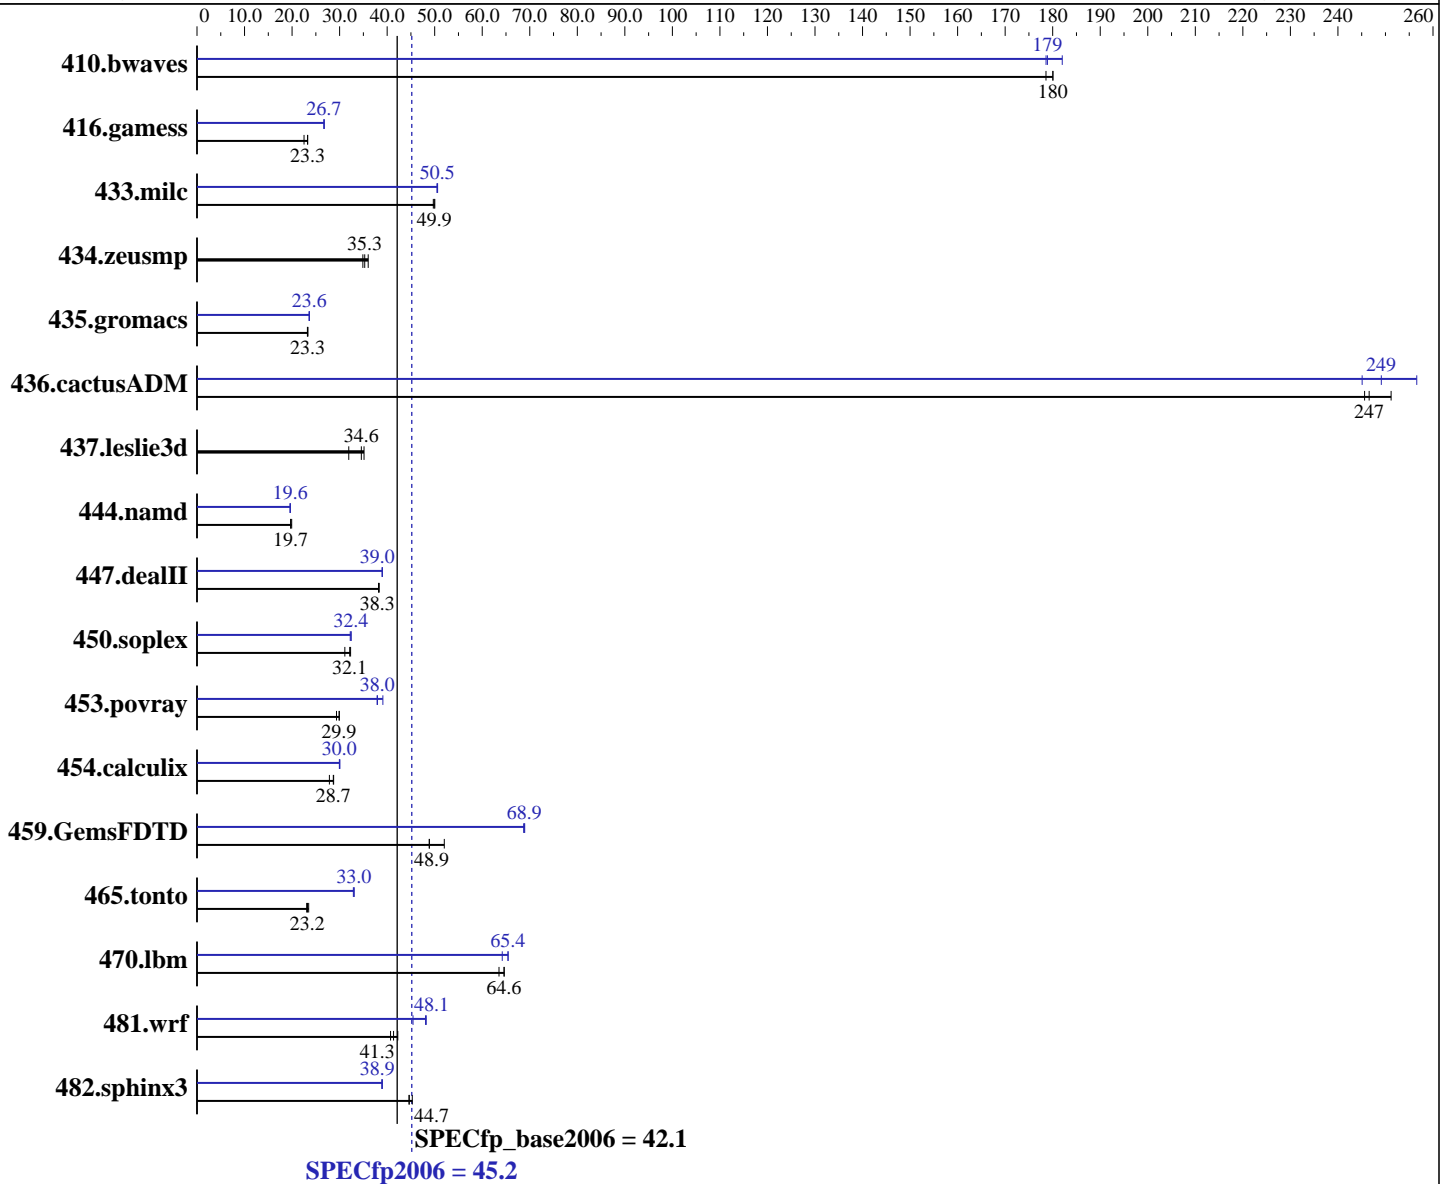 0 10.0 20.0 30.0 40.0 50.0 60.0 70.0 80.0 90.0 100 110 120 130 140 150 160 170 180 190 200 210 220 230 240 260
410.bwaves
179
180
416.gamess
26.7
23.3
433.milc
50.5
49.9
434.zeusmp
35.3
435.gromacs
23.6
23.3
436.cactusADM
249
247
437.leslie3d
34.6
444.namd
19.6
19.7
447.dealII
39.0
38.3
450.soplex
32.4
32.1
453.povray
38.0
29.9
454.calculix
30.0
28.7
459.GemsFDTD
68.9
48.9
465.tonto
33.0
23.2
470.lbm
65.4
64.6
481.wrf
48.1
41.3
482.sphinx3
38.9
44.7
SPECfp_base2006 = 42.1
SPECfp2006 = 45.2